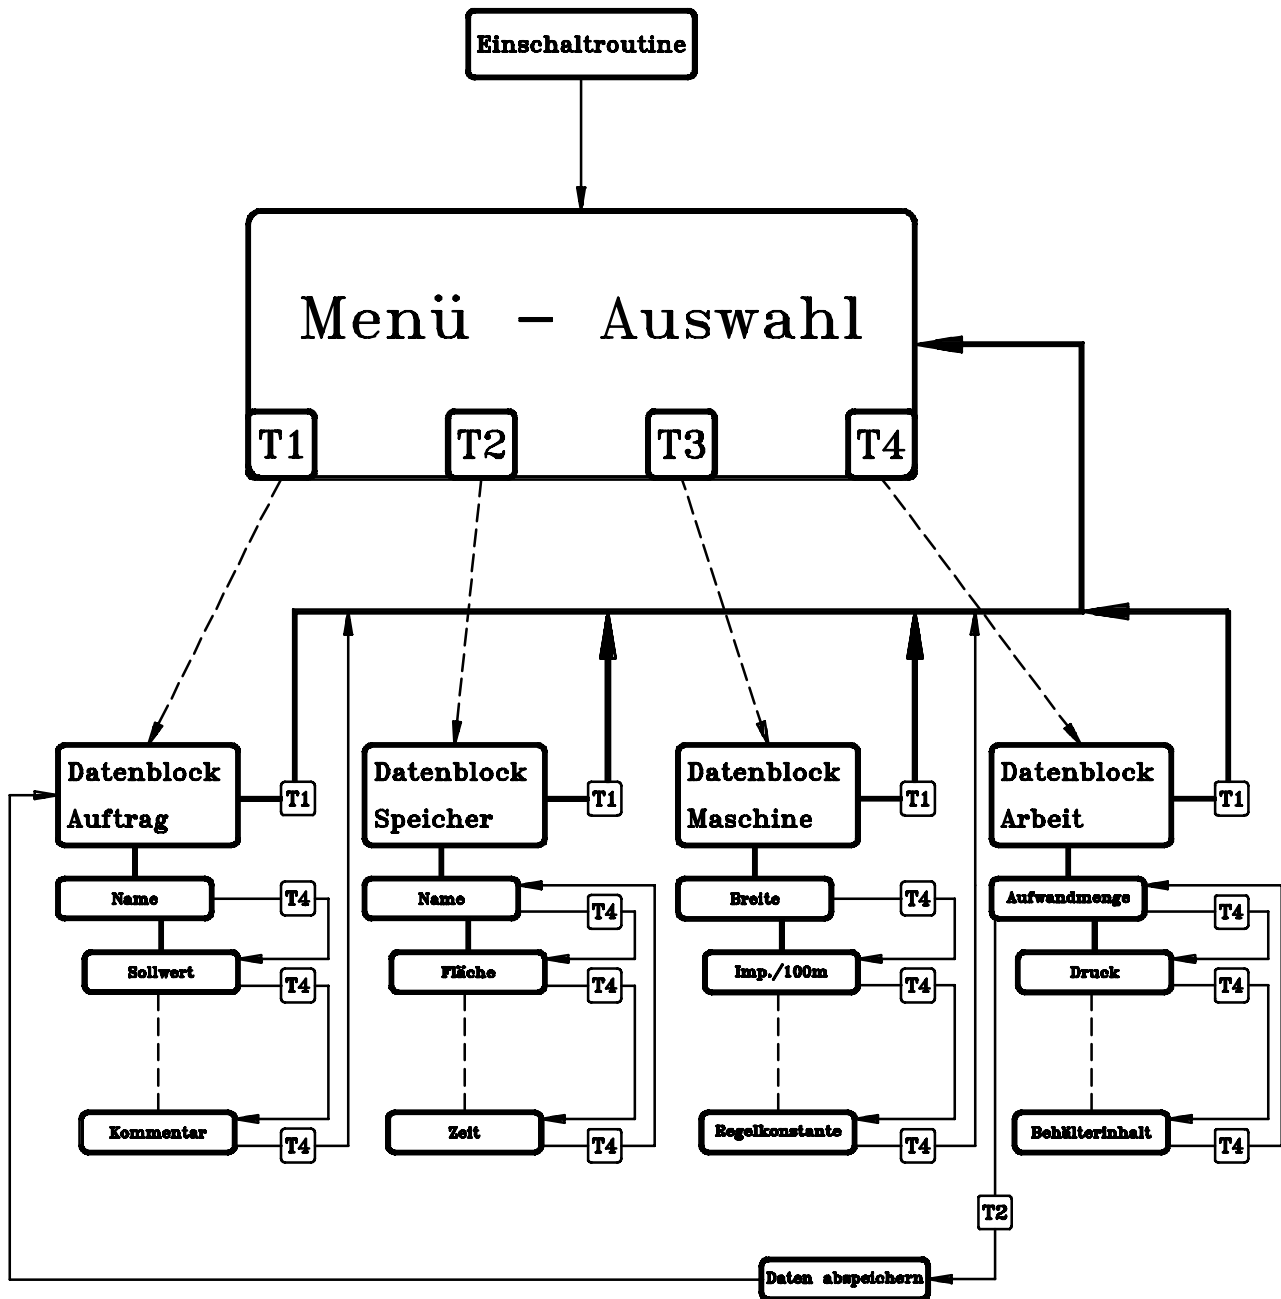 Einschaltroutine
Menü - Auswahl
T1 T2 T3 T4
Datenblock
Auftrag
T1
Datenblock
Speicher
T1
Datenblock
Maschine
T1
Datenblock
Arbeit
T1
Name
T4
Name
T4
Breite
T4
Aufwandmenge
T4
Sollwert
T4
Fläche
T4
Imp./100m
T4
Druck
T4
Kommentar
T4
Zeit
T4
Regelkonstante
T4
Behälterinhalt
T4
T2
Daten abspeichern